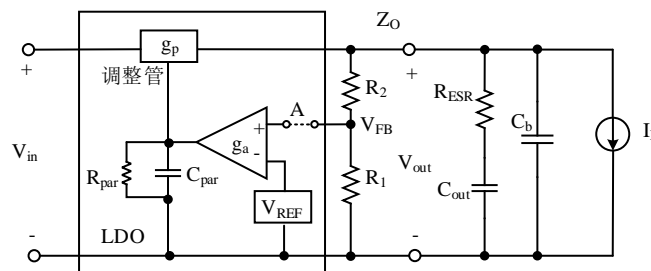 Z_O
g_p
+
+
调整管
R_2
R_ESR
A
+
V_FB
g_a
C_b
I
-
V_in
R_par
C_par
R_1
V_out
C_out
V_REF
-
LDO
-